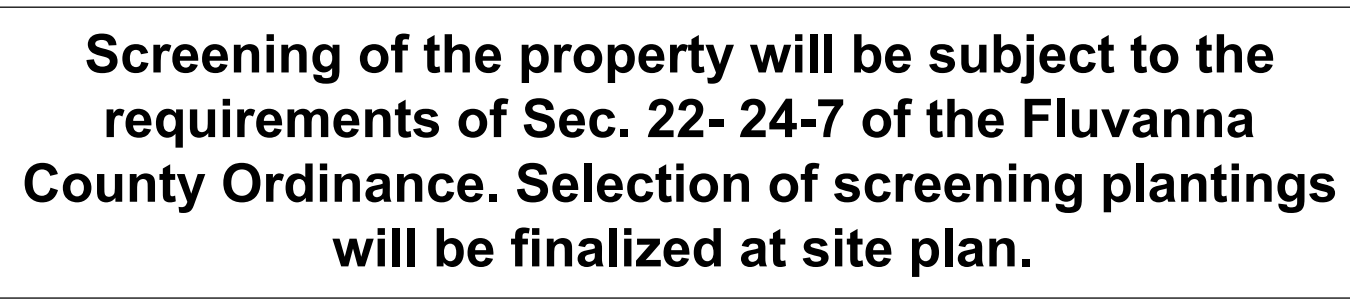 Screening of the property will be subject to the
requirements of Sec. 22- 24-7 of the Fluvanna
County Ordinance. Selection of screening plantings
will be finalized at site plan.